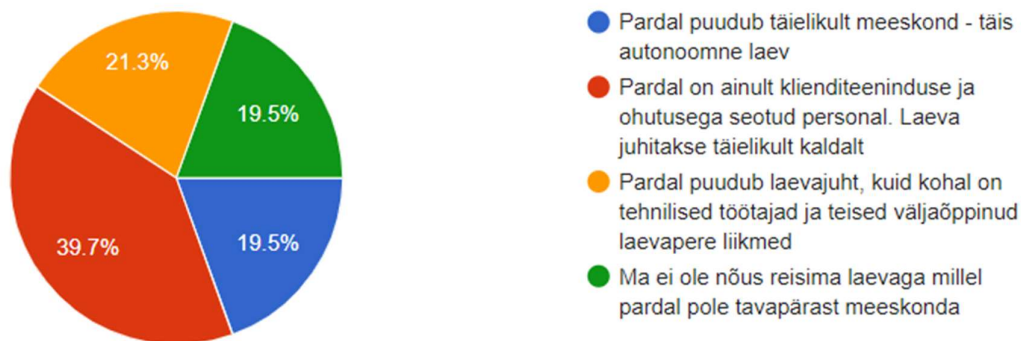 21.3%
19.5%
39.7%
19.5%
Pardal puudub täielikult meeskond - täis
autonoomne laev
Pardal on ainult klienditeeninduse ja
ohutusega seotud personal. Laeva
juhitakse täielikult kaldalt
Pardal puudub laevajuht, kuid kohal on
tehnilised töötajad ja teised väljaõppinud
laevapere liikmed
Ma ei ole nõus reisima laevaga millel
pardal pole tavapärast meeskonda